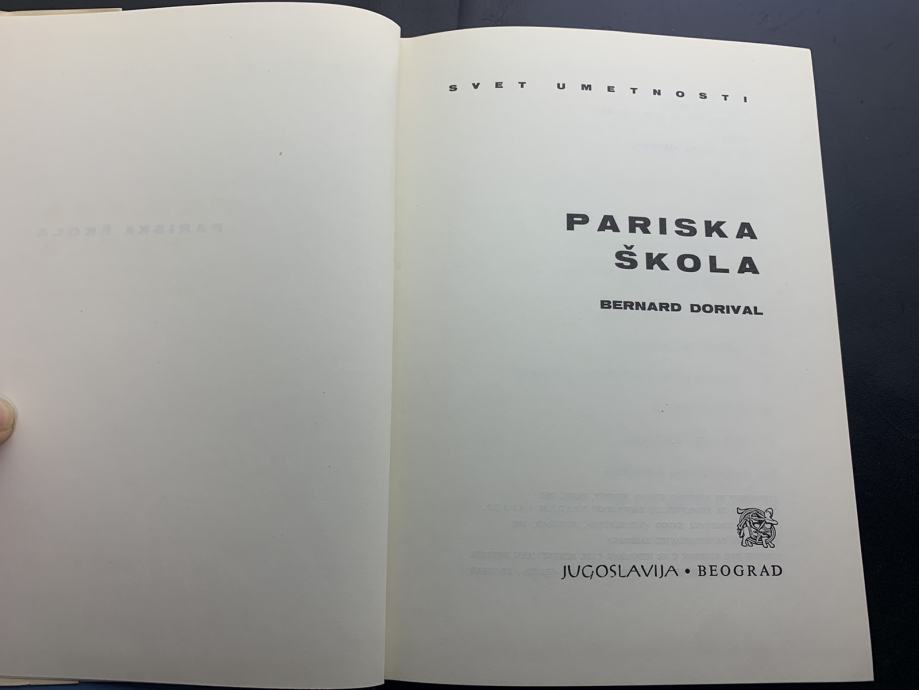 SVET UMETNOSTI
PARISKA
ŠKOLA
BERNARD DORIVAL
JUGOSLAVIJA • BEOGRAD